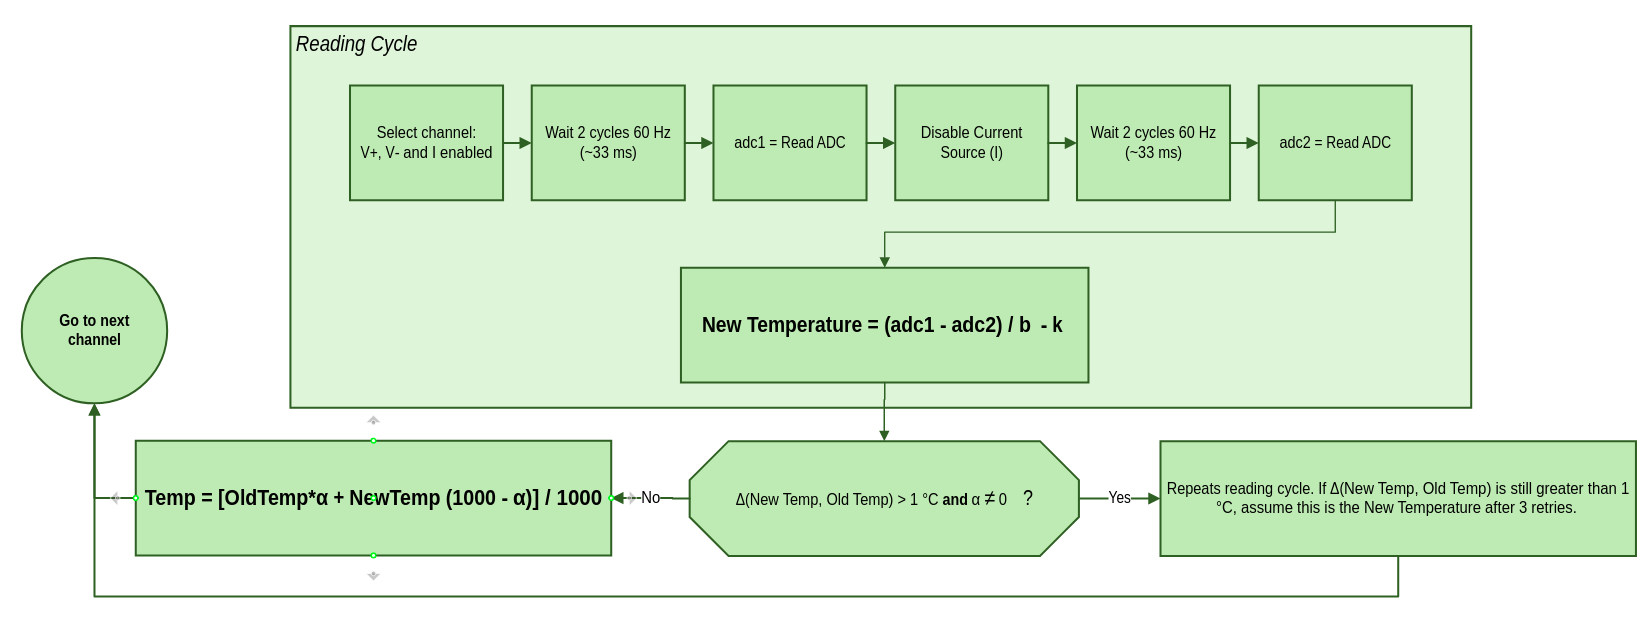 Reading Cycle
Select channel:
V+, V- and I enabled
Wait 2 cycles 60 Hz
(~33 ms)
adc1 = Read ADC
Disable Current
Source (I)
Wait 2 cycles 60 Hz
(~33 ms)
adc2 = Read ADC
New Temperature = (adc1 - adc2) / b  - k
Go to next
channel
Temp = [OldTemp*α + NewTemp (1000 - α)] / 1000
No
Δ(New Temp, Old Temp) > 1 °C and α ≠ 0 ?
Yes
Repeats reading cycle. If Δ(New Temp, Old Temp) is still greater than 1
°C, assume this is the New Temperature after 3 retries.